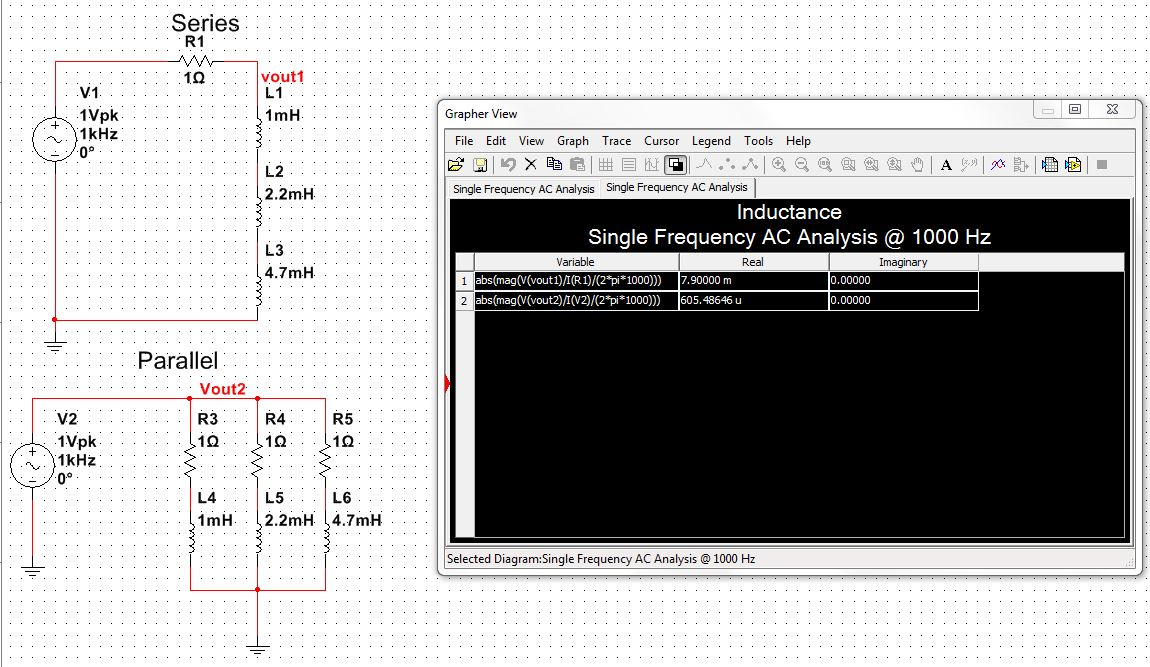 Series
R1
1Ω
vout1
V1
1Vpk
1kHz
0°
L1
1mH
L2
2.2mH
L3
4.7mH
Parallel
Vout2
V2
1Vpk
1kHz
0°
R3
1Ω
R4
1Ω
R5
1Ω
L4
1mH
L5
2.2mH
L6
4.7mH
Grapher View
File Edit View Graph Trace Cursor Legend Tools Help
A
Single Frequency AC Analysis Single Frequency AC Analysis
Inductance
Single Frequency AC Analysis @ 1000 Hz
Variable Real Imaginary
1 abs(mag(V(vout1)/I(R1)/(2*pi*1000))) 7.90000 m 0.00000
2 abs(mag(V(vout2)/I(V2)/(2*pi*1000))) 605.48646 u 0.00000
Selected Diagram:Single Frequency AC Analysis @ 1000 Hz